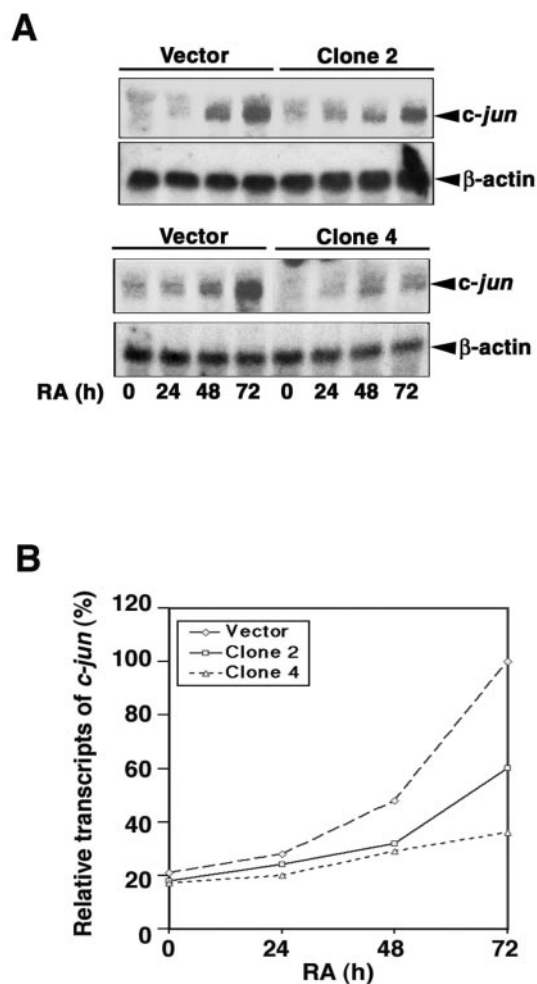 A
Vector Clone 2
c-jun
β-actin
Vector Clone 4
c-jun
β-actin
RA (h) 0 24 48 72 0 24 48 72
B
Relative transcripts of c-jun (%)
120
100
80
60
40
20
0
Vector
Clone 2
Clone 4
0 24 48 72
RA (h)